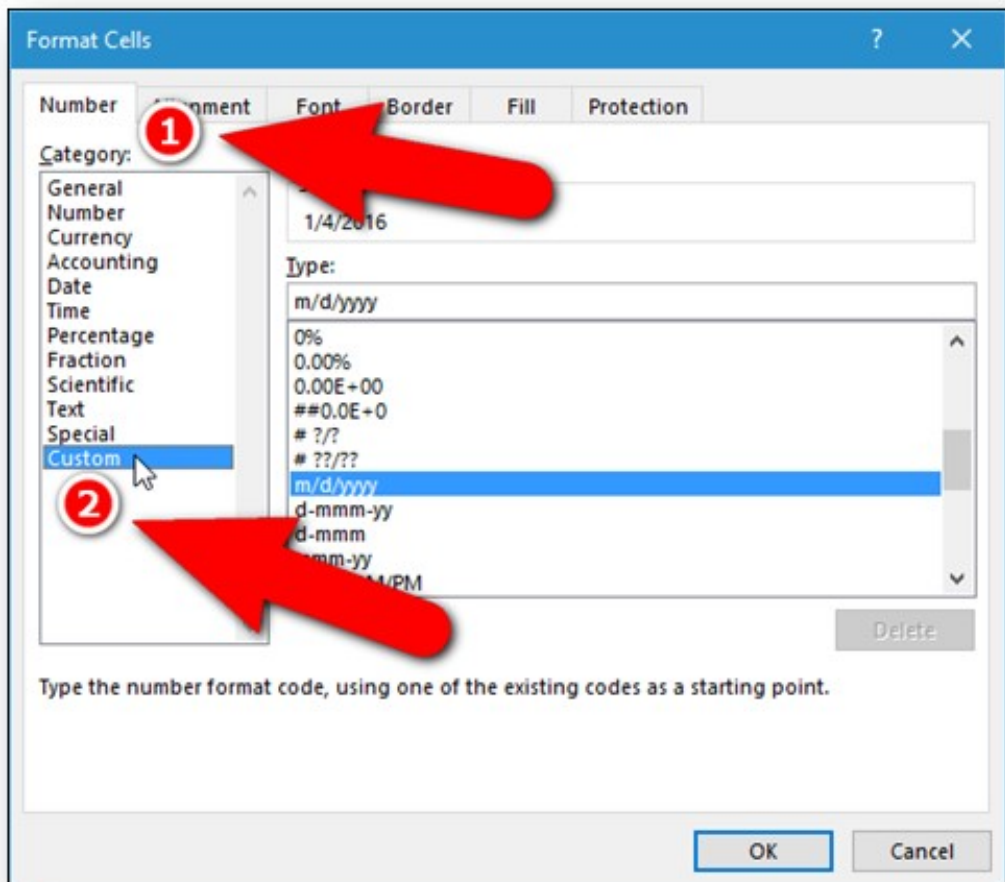 Format Cells ?
Number Font Border Fill Protection
1
Category:
General
Number
Currency
Accounting
Date
Time
Percentage
Fraction
Scientific
Text
Special
Custom
2
1/4/2016
Type:
m/d/yyyy
0%
0.00%
0.00E+00
##0.0E+0
# ?/?
# ??/??
m/d/yyyy
d-mmm-yy
d-mmm
Delete
Type the number format code, using one of the existing codes as a starting point.
OK Cancel